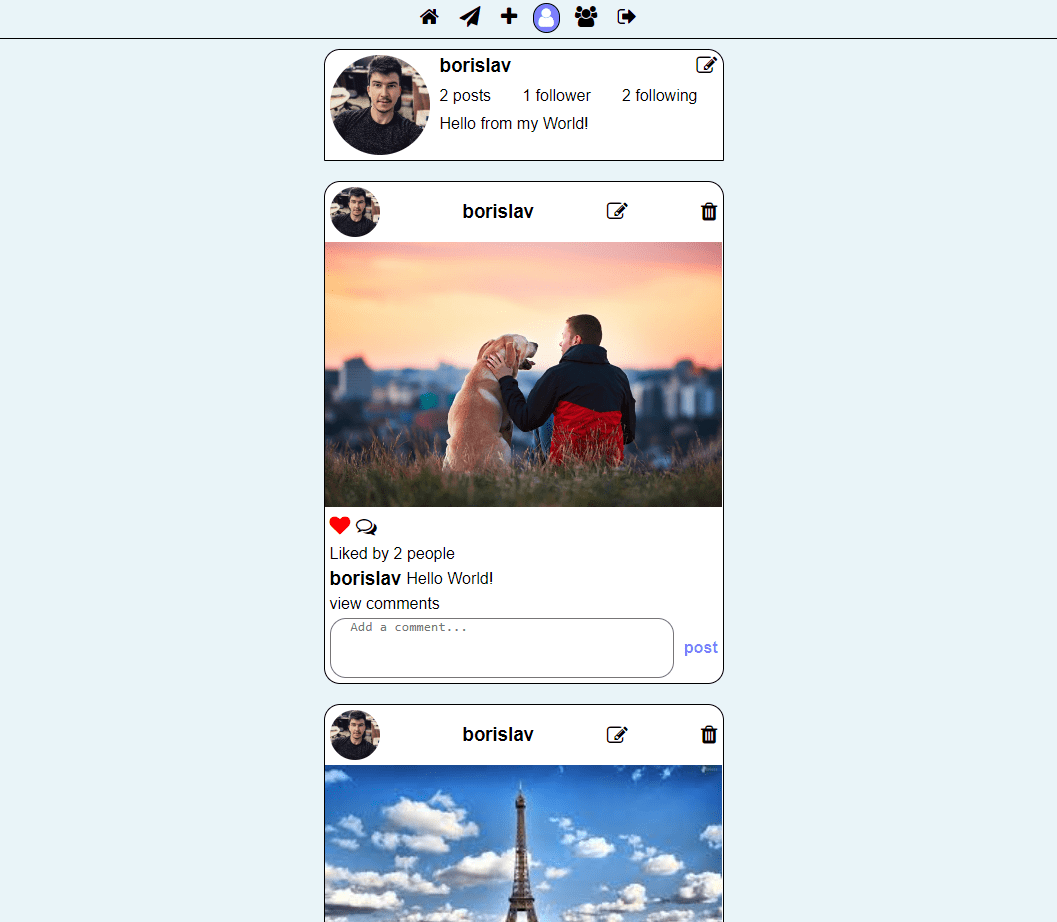 borislav
2 posts 1 follower 2 following
Hello from my World!
borislav
Liked by 2 people
borislav Hello World!
view comments
Add a comment...
post
borislav